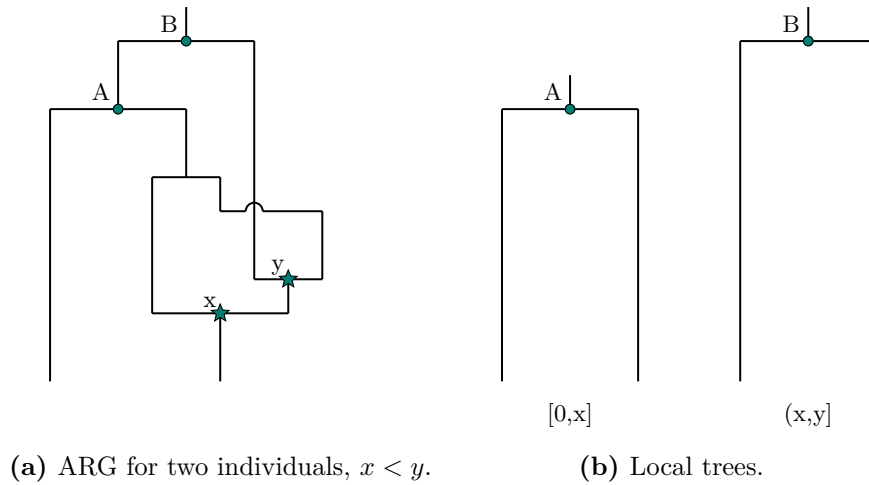 B
A
y
x
B
A
[0,x]
(x,y]
(a) ARG for two individuals, x < y.
(b) Local trees.